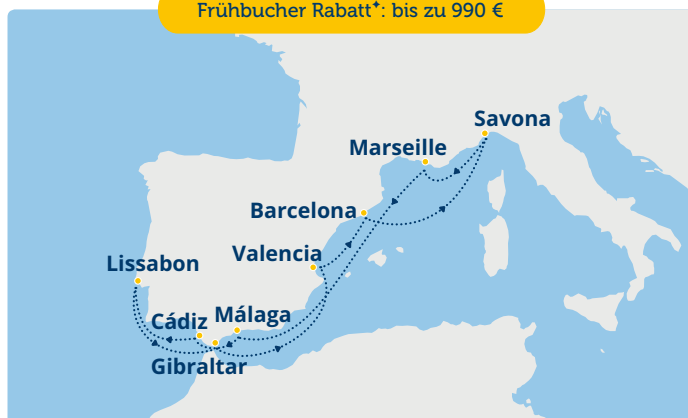 Frühbucher Rabatt✦: bis zu 990 €
Savona
Marseille
Barcelona
Valencia
Lissabon
Cádiz
Málaga
Gibraltar